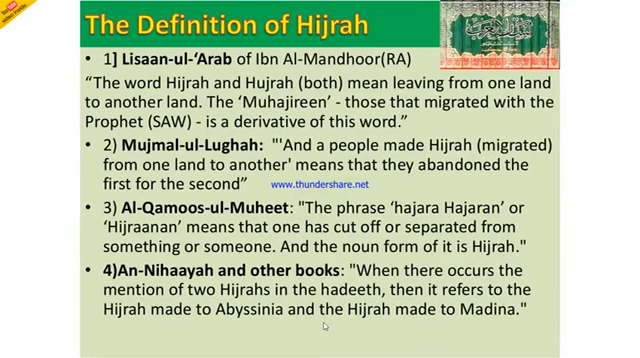 The Definition of Hijrah
• 1] Lisaan-ul-‘Arab of Ibn Al-Mandhoor(RA)
“The word Hijrah and Hujrah (both) mean leaving from one land
to another land. The ‘Muhajireen’ - those that migrated with the
Prophet (SAW) - is a derivative of this word.”
• 2) Mujmal-ul-Lughah: "'And a people made Hijrah (migrated)
from one land to another' means that they abandoned the
first for the second”
www.thundershare.net
• 3) Al-Qamoos-ul-Muheet: "The phrase ‘hajara Hajaran’ or
‘Hijraanan’ means that one has cut off or separated from
something or someone. And the noun form of it is Hijrah."
• 4)An-Nihaayah and other books: "When there occurs the
mention of two Hijrahs in the hadeeth, then it refers to the
Hijrah made to Abyssinia and the Hijrah made to Madina."